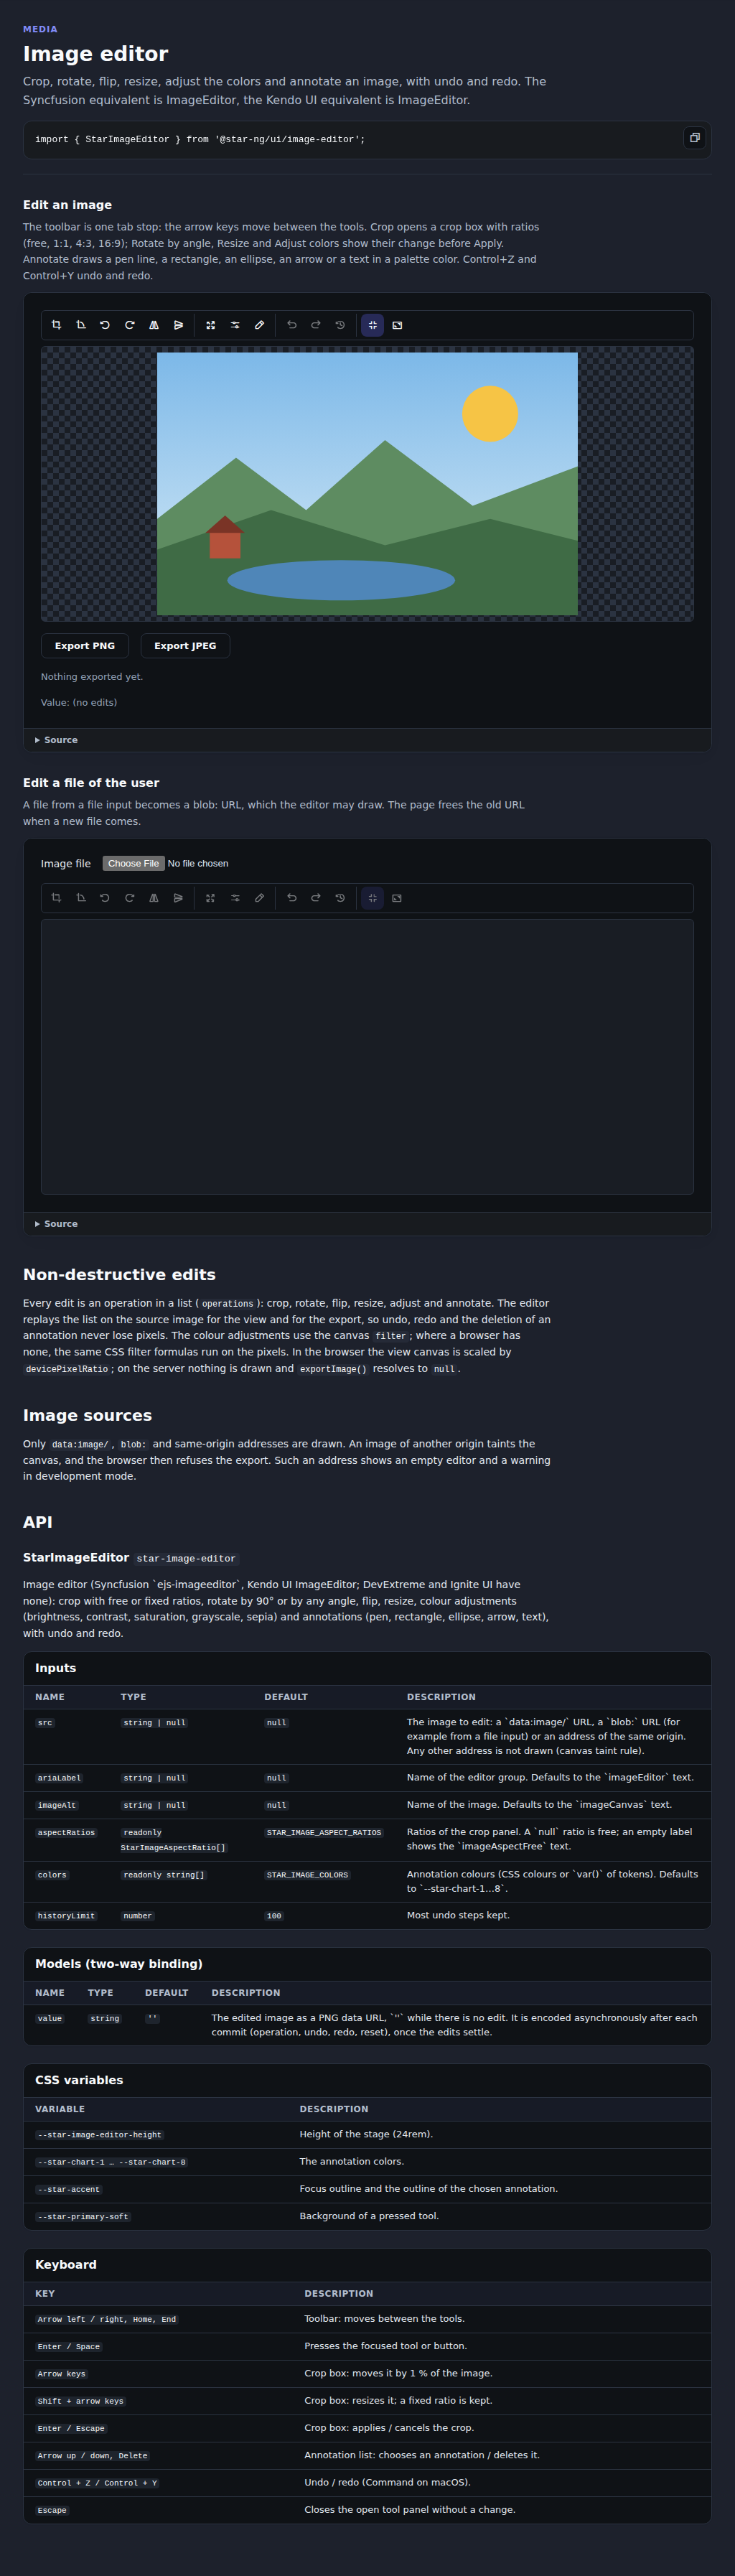 MEDIA
Image editor
Crop, rotate, flip, resize, adjust the colors and annotate an image, with undo and redo. The
Syncfusion equivalent is ImageEditor, the Kendo UI equivalent is ImageEditor.
import { StarImageEditor } from '@star-ng/ui/image-editor';
Edit an image
The toolbar is one tab stop: the arrow keys move between the tools. Crop opens a crop box with ratios
(free, 1:1, 4:3, 16:9); Rotate by angle, Resize and Adjust colors show their change before Apply.
Annotate draws a pen line, a rectangle, an ellipse, an arrow or a text in a palette color. Control+Z and
Control+Y undo and redo.
Export PNG Export JPEG
Nothing exported yet.
Value: (no edits)
Source
Edit a file of the user
A file from a file input becomes a blob: URL, which the editor may draw. The page frees the old URL
when a new file comes.
Image file Choose File No file chosen
Source
Non-destructive edits
Every edit is an operation in a list ( operations ): crop, rotate, flip, resize, adjust and annotate. The editor
replays the list on the source image for the view and for the export, so undo, redo and the deletion of an
annotation never lose pixels. The colour adjustments use the canvas filter ; where a browser has
none, the same CSS filter formulas run on the pixels. In the browser the view canvas is scaled by
devicePixelRatio ; on the server nothing is drawn and exportImage() resolves to null .
Image sources
Only data:image/ , blob: and same-origin addresses are drawn. An image of another origin taints the
canvas, and the browser then refuses the export. Such an address shows an empty editor and a warning
in development mode.
API
StarImageEditor star-image-editor
Image editor (Syncfusion `ejs-imageeditor`, Kendo UI ImageEditor; DevExtreme and Ignite UI have
none): crop with free or fixed ratios, rotate by 90° or by any angle, flip, resize, colour adjustments
(brightness, contrast, saturation, grayscale, sepia) and annotations (pen, rectangle, ellipse, arrow, text),
with undo and redo.
Inputs
NAME TYPE DEFAULT DESCRIPTION
src string | null null The image to edit: a `data:image/` URL, a `blob:` URL (for
example from a file input) or an address of the same origin.
Any other address is not drawn (canvas taint rule).
ariaLabel string | null null Name of the editor group. Defaults to the `imageEditor` text.
imageAlt string | null null Name of the image. Defaults to the `imageCanvas` text.
aspectRatios readonly StarImageAspectRatio[] STAR_IMAGE_ASPECT_RATIOS Ratios of the crop panel. A `null` ratio is free; an empty label
shows the `imageAspectFree` text.
colors readonly string[] STAR_IMAGE_COLORS Annotation colours (CSS colours or `var()` of tokens). Defaults
to `--star-chart-1…8`.
historyLimit number 100 Most undo steps kept.
Models (two-way binding)
NAME TYPE DEFAULT DESCRIPTION
value string '' The edited image as a PNG data URL, `''` while there is no edit. It is encoded asynchronously after each
commit (operation, undo, redo, reset), once the edits settle.
CSS variables
VARIABLE DESCRIPTION
--star-image-editor-height Height of the stage (24rem).
--star-chart-1 … --star-chart-8 The annotation colors.
--star-accent Focus outline and the outline of the chosen annotation.
--star-primary-soft Background of a pressed tool.
Keyboard
KEY DESCRIPTION
Arrow left / right, Home, End Toolbar: moves between the tools.
Enter / Space Presses the focused tool or button.
Arrow keys Crop box: moves it by 1 % of the image.
Shift + arrow keys Crop box: resizes it; a fixed ratio is kept.
Enter / Escape Crop box: applies / cancels the crop.
Arrow up / down, Delete Annotation list: chooses an annotation / deletes it.
Control + Z / Control + Y Undo / redo (Command on macOS).
Escape Closes the open tool panel without a change.